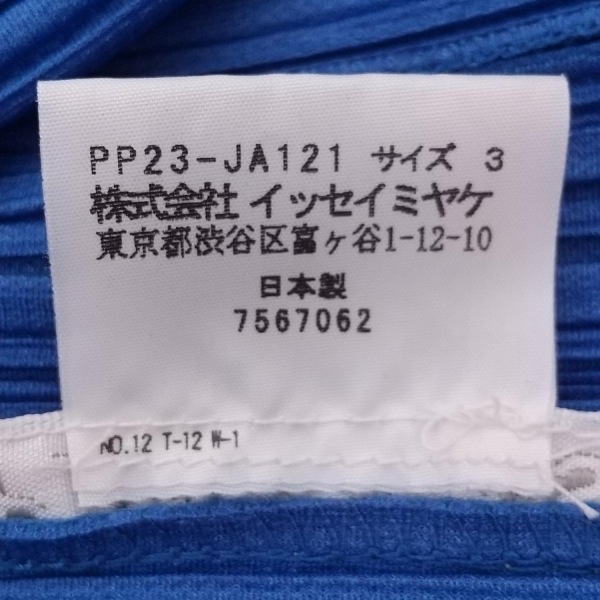 PP23-JA121 サイズ 3
株式会社 イッセイミヤケ
東京都渋谷区富ヶ谷1-12-10
日本製
7567062
NO.12 T-12 W-1